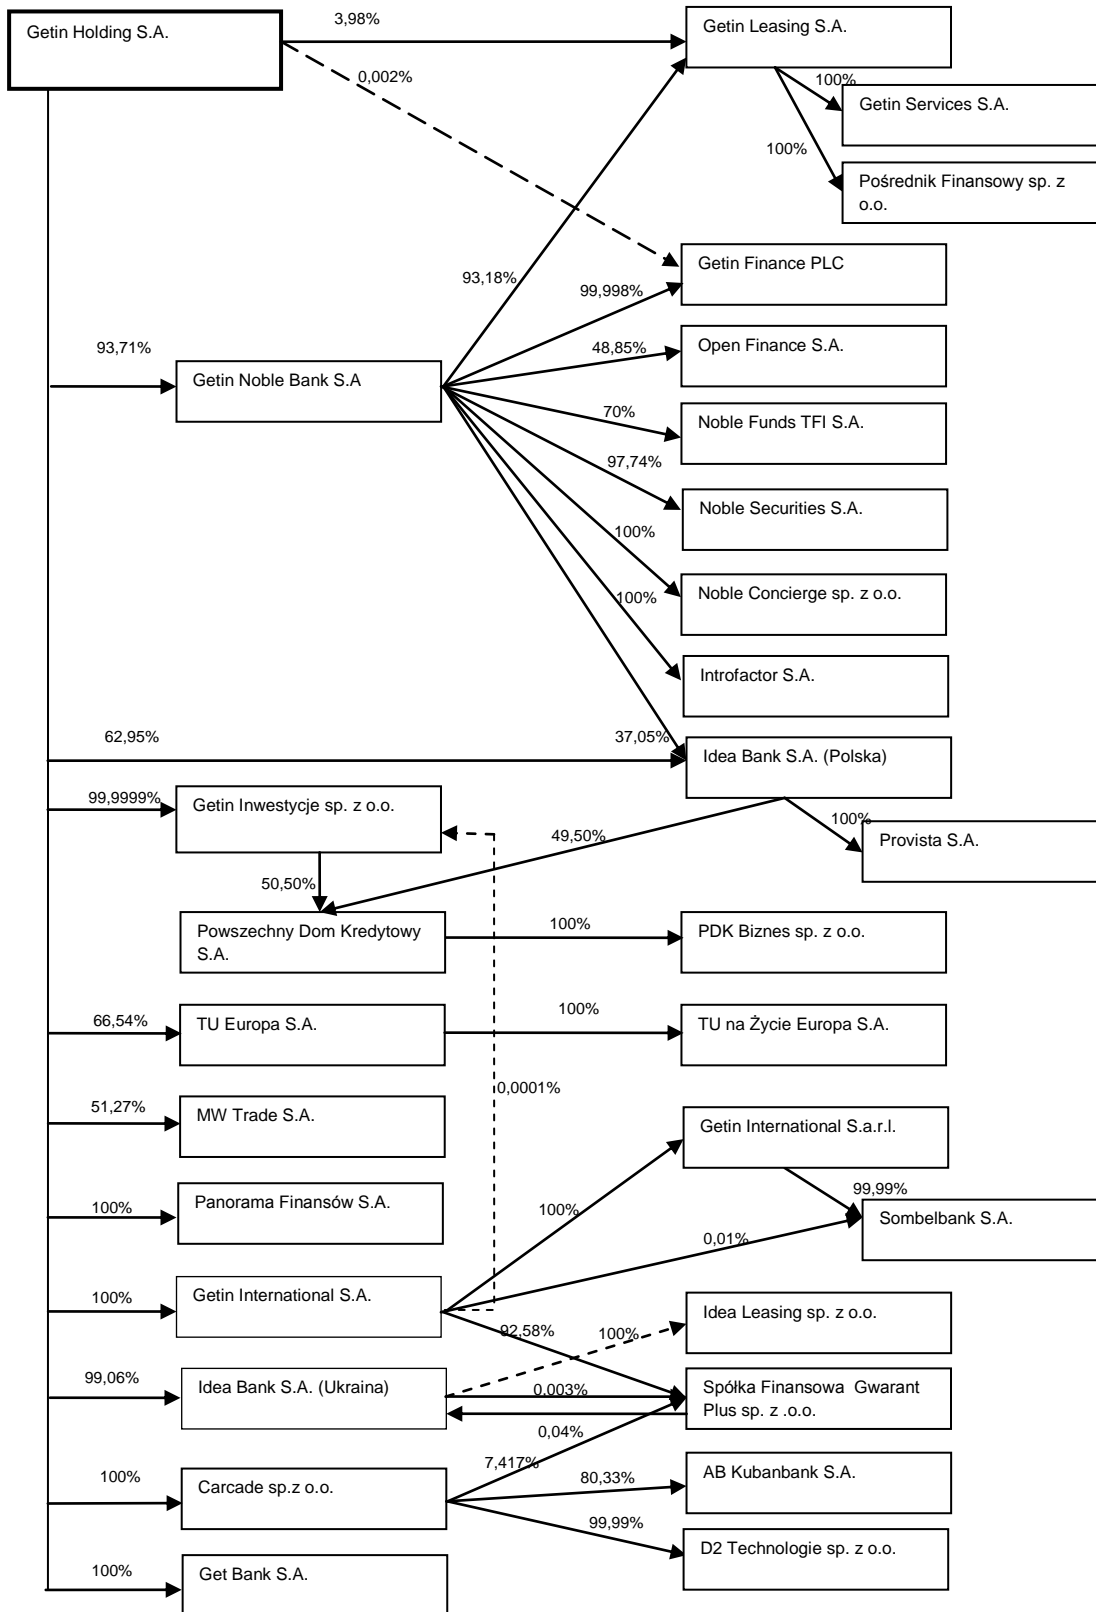 Getin Holding S.A.
3,98%
Getin Leasing S.A.
0,002%
100%
Getin Services S.A.
100%
Pośrednik Finansowy sp. z
o.o.
Getin Finance PLC
93,18%
99,998%
93,71%
48,85%
Open Finance S.A.
Getin Noble Bank S.A
70%
Noble Funds TFI S.A.
97,74%
Noble Securities S.A.
100%
Noble Concierge sp. z o.o.
100%
Introfactor S.A.
62,95%
37,05%
Idea Bank S.A. (Polska)
99,9999%
Getin Inwestycje sp. z o.o.
49,50%
100%
Provista S.A.
50,50%
Powszechny Dom Kredytowy
S.A.
100%
PDK Biznes sp. z o.o.
66,54%
TU Europa S.A.
100%
TU na Życie Europa S.A.
0,0001%
51,27%
MW Trade S.A.
Getin International S.a.r.l.
99,99%
100%
Panorama Finansów S.A.
100%
0,01%
Sombelbank S.A.
100%
Getin International S.A.
92,58%
100%
Idea Leasing sp. z o.o.
99,06%
Idea Bank S.A. (Ukraina)
0,003%
Spółka Finansowa Gwarant
Plus sp. z .o.o.
0,04%
7,417%
100%
Carcade sp.z o.o.
80,33%
AB Kubanbank S.A.
99,99%
D2 Technologie sp. z o.o.
100%
Get Bank S.A.